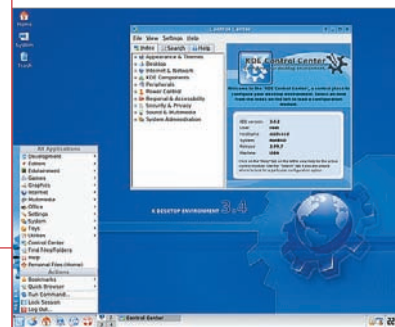 Home
System
Trash
Control Center
File View Settings Help
Index Search Help
Appearance & Themes
Desktop
Internet & Network
KDE Components
Peripherals
Power Control
Regional & Accessibility
Security & Privacy
Sound & Multimedia
System Administration
KDE Control Center
Welcome to the "KDE Control Center", a central place to
configure your desktop environment. Select an item
from the index on the left to load a configuration
module.
KDE version:
User:
Hostname:
System:
Release:
Machine:
K DESKTOP ENVIRONMENT 3.4
All Applications
Development
Editors
Edutainment
Games
Graphics
Internet
Multimedia
Office
Settings
System
Toys
Utilities
Control Center
Find Files/Folders
Help
Personal Files (Home)
Actions
Bookmarks
Quick Browser
Run Command...
Lock Session
Log Out...
Control Center
22